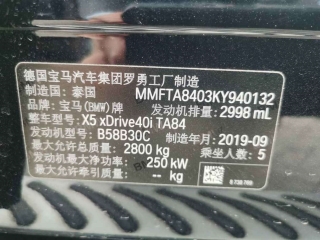 德国宝马汽车集团罗勇工厂制造
制造国: 泰国 MMFTA8403KY940132
品牌: 宝马(BMW)牌 发动机排量: 2998 mL
整车型号: X5 xDrive40i TA84
发动机型号: B58B30C 制造年月: 2019-09
最大允许总质量: 2800 kg 乘坐人数: 5
发动机最大净功率: 250 kW
最大允许牵引质量: -- kg